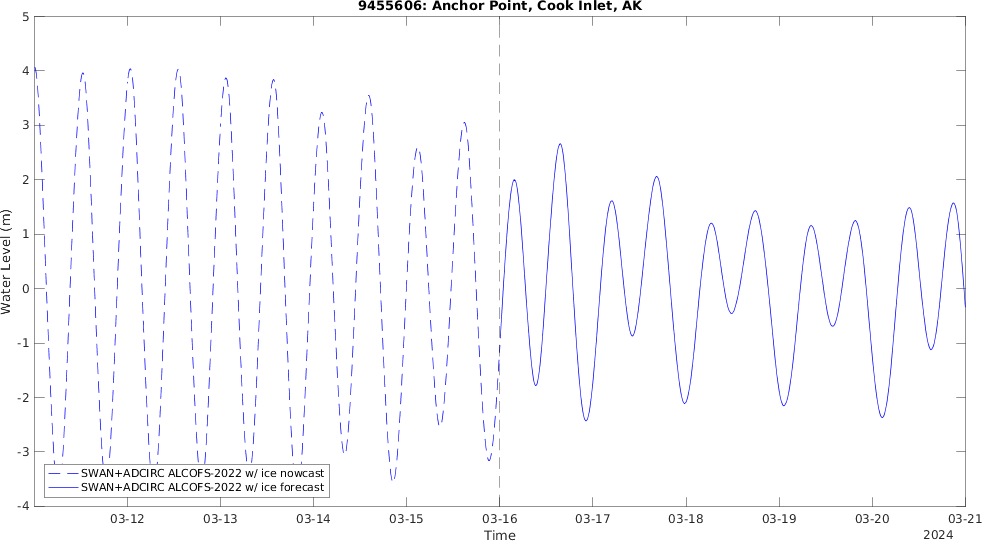 9455606: Anchor Point, Cook Inlet, AK
5
4
3
2
1
0
-1
-2
-3
-4
Water Level (m)
SWAN+ADCIRC ALCOFS-2022 w/ ice nowcast
SWAN+ADCIRC ALCOFS-2022 w/ ice forecast
03-12 03-13 03-14 03-15 03-16 03-17 03-18 03-19 03-20 03-21
Time
2024